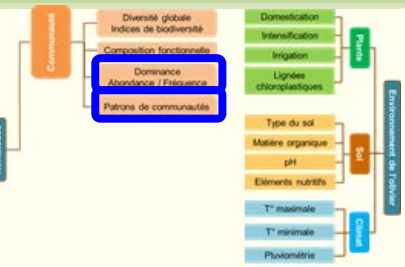 Communauté
Diversité globale
Indices de biodiversité
Composition fonctionnelle
Dominance
Abondance / Fréquence
Patrons de communautés
Domestication
Intensification
Irrigation
Lignées
chloroplastiques
Plante
Type du sol
Matière organique
pH
Eléments nutritifs
Sol
T° maximale
T° minimale
Pluviométrie
Climat
Environnement de l'olivier